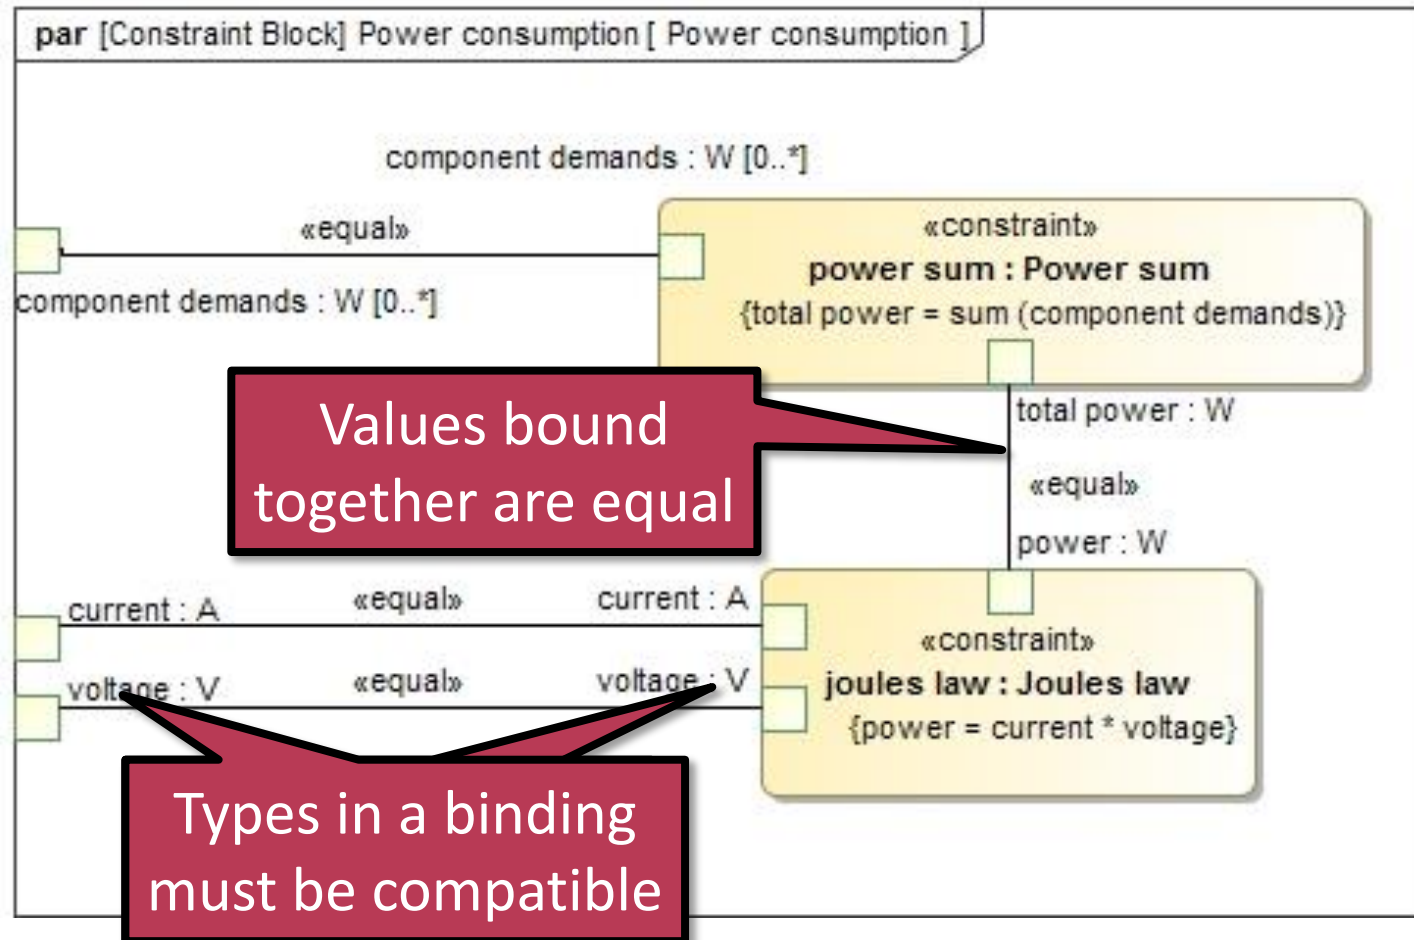 par [Constraint Block] Power consumption [ Power consumption ]
component demands : W [0..*]
«equal»
component demands : W [0..*]
«constraint»
power sum : Power sum
{total power = sum (component demands)}
Values bound
together are equal
total power : W
«equal»
power : W
current : A
«equal»
current : A
voltage : V
«equal»
voltage : V
«constraint»
joules law : Joules law
{power = current * voltage}
Types in a binding
must be compatible